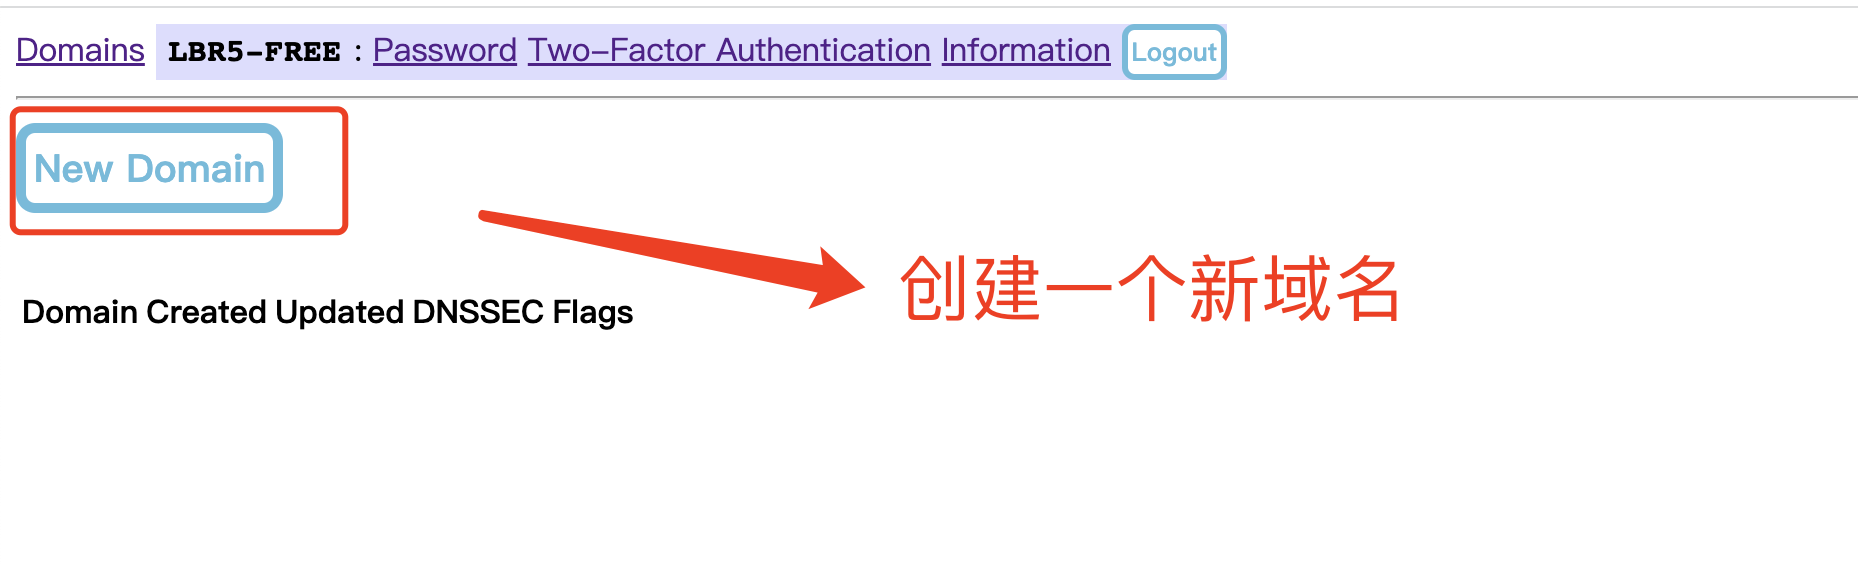 Domains LBR5-FREE : Password Two-Factor Authentication Information Logout
New Domain
创建一个新域名
Domain Created Updated DNSSEC Flags